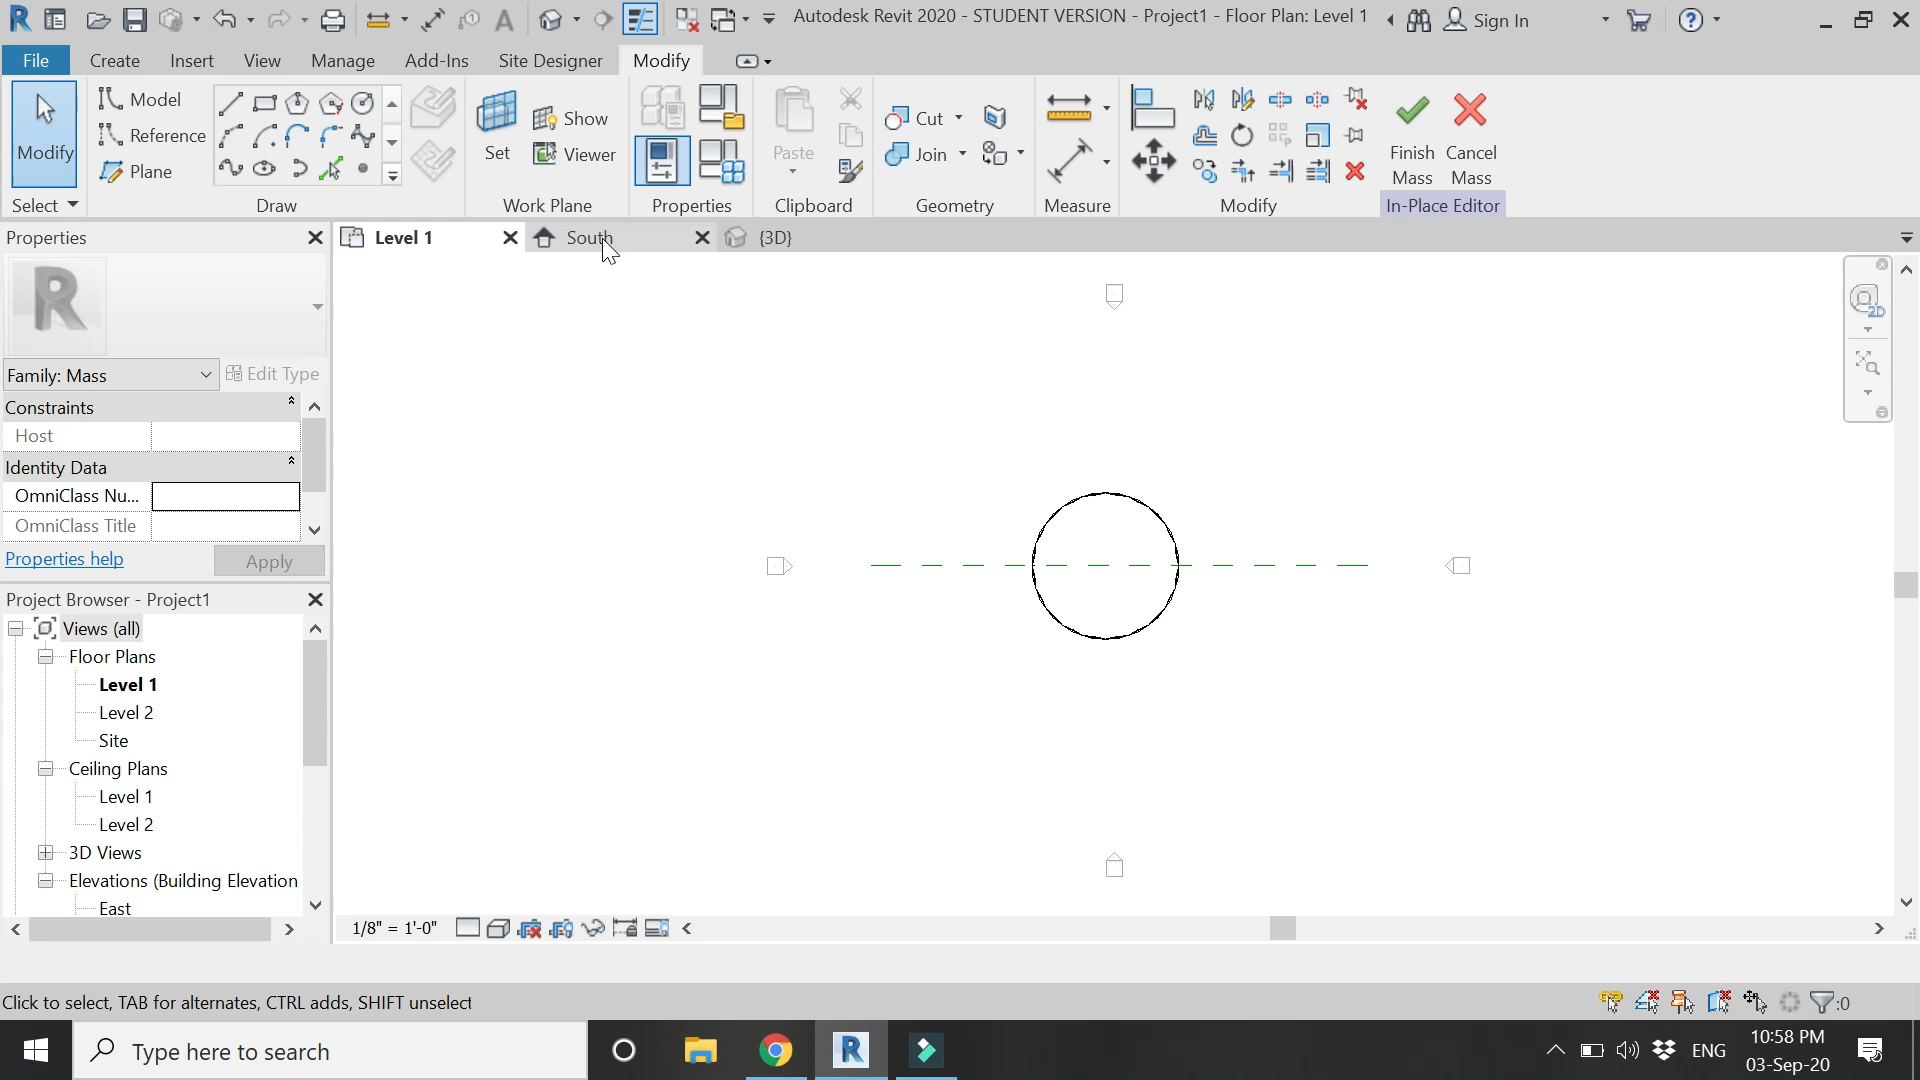 Autodesk Revit 2020 - STUDENT VERSION - Project1 - Floor Plan: Level 1
Sign In
File
Create
Insert
View
Manage
Add-Ins
Site Designer
Modify
Modify
Model
Reference
Plane
Set
Show
Viewer
Paste
Cut
Join
Finish Mass
Cancel Mass
Select
Draw
Work Plane
Properties
Clipboard
Geometry
Measure
Modify
In-Place Editor
Properties
Level 1
South
{3D}
R
2D
Family: Mass
Edit Type
Constraints
Host
Identity Data
OmniClass Nu...
OmniClass Title
Properties help
Apply
Project Browser - Project1
Views (all)
Floor Plans
Level 1
Level 2
Site
Ceiling Plans
Level 1
Level 2
3D Views
Elevations (Building Elevation
East
1/8" = 1'-0"
Click to select, TAB for alternates, CTRL adds, SHIFT unselect
:0
Type here to search
ENG
10:58 PM
03-Sep-20